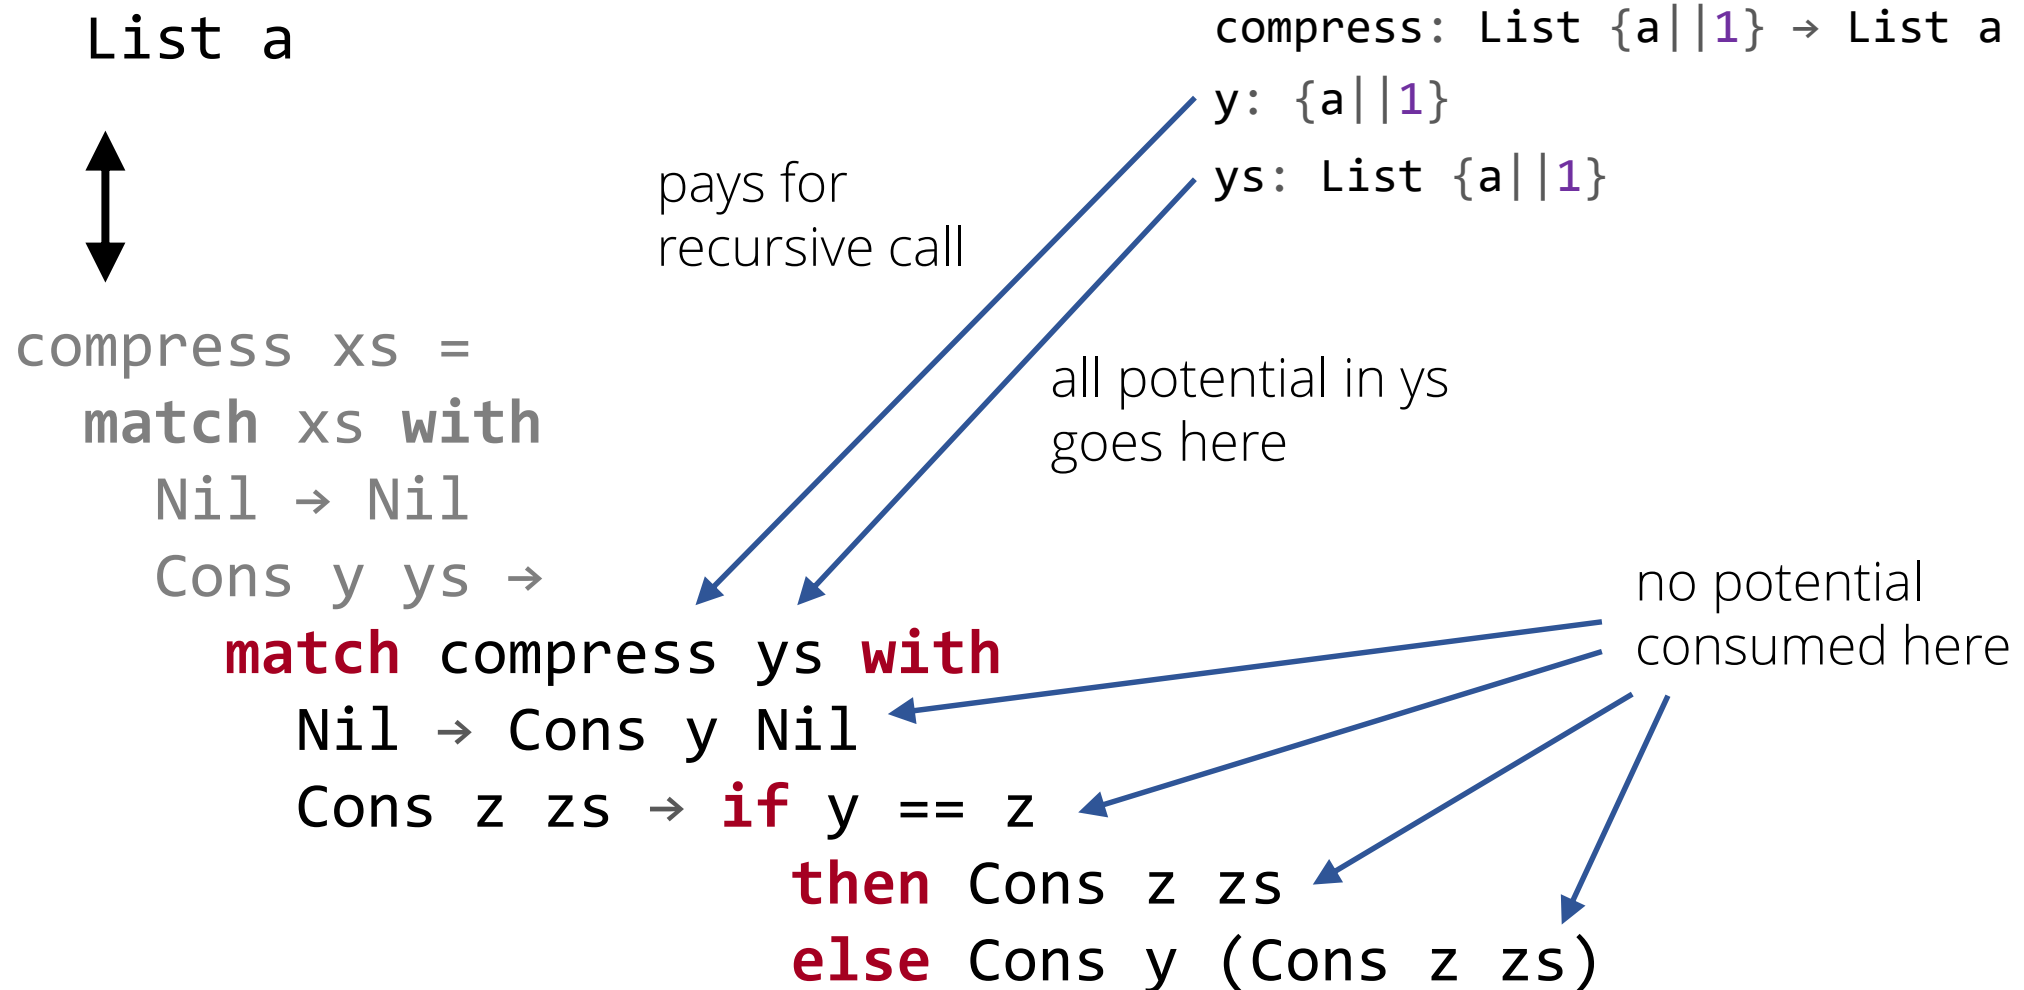 List a
compress: List {a||1} → List a
y: {a||1}
ys: List {a||1}
pays for
recursive call
all potential in ys
goes here
no potential
consumed here
compress xs =
match xs with
Nil → Nil
Cons y ys →
match compress ys with
Nil → Cons y Nil
Cons z zs → if y == z
then Cons z zs
else Cons y (Cons z zs)